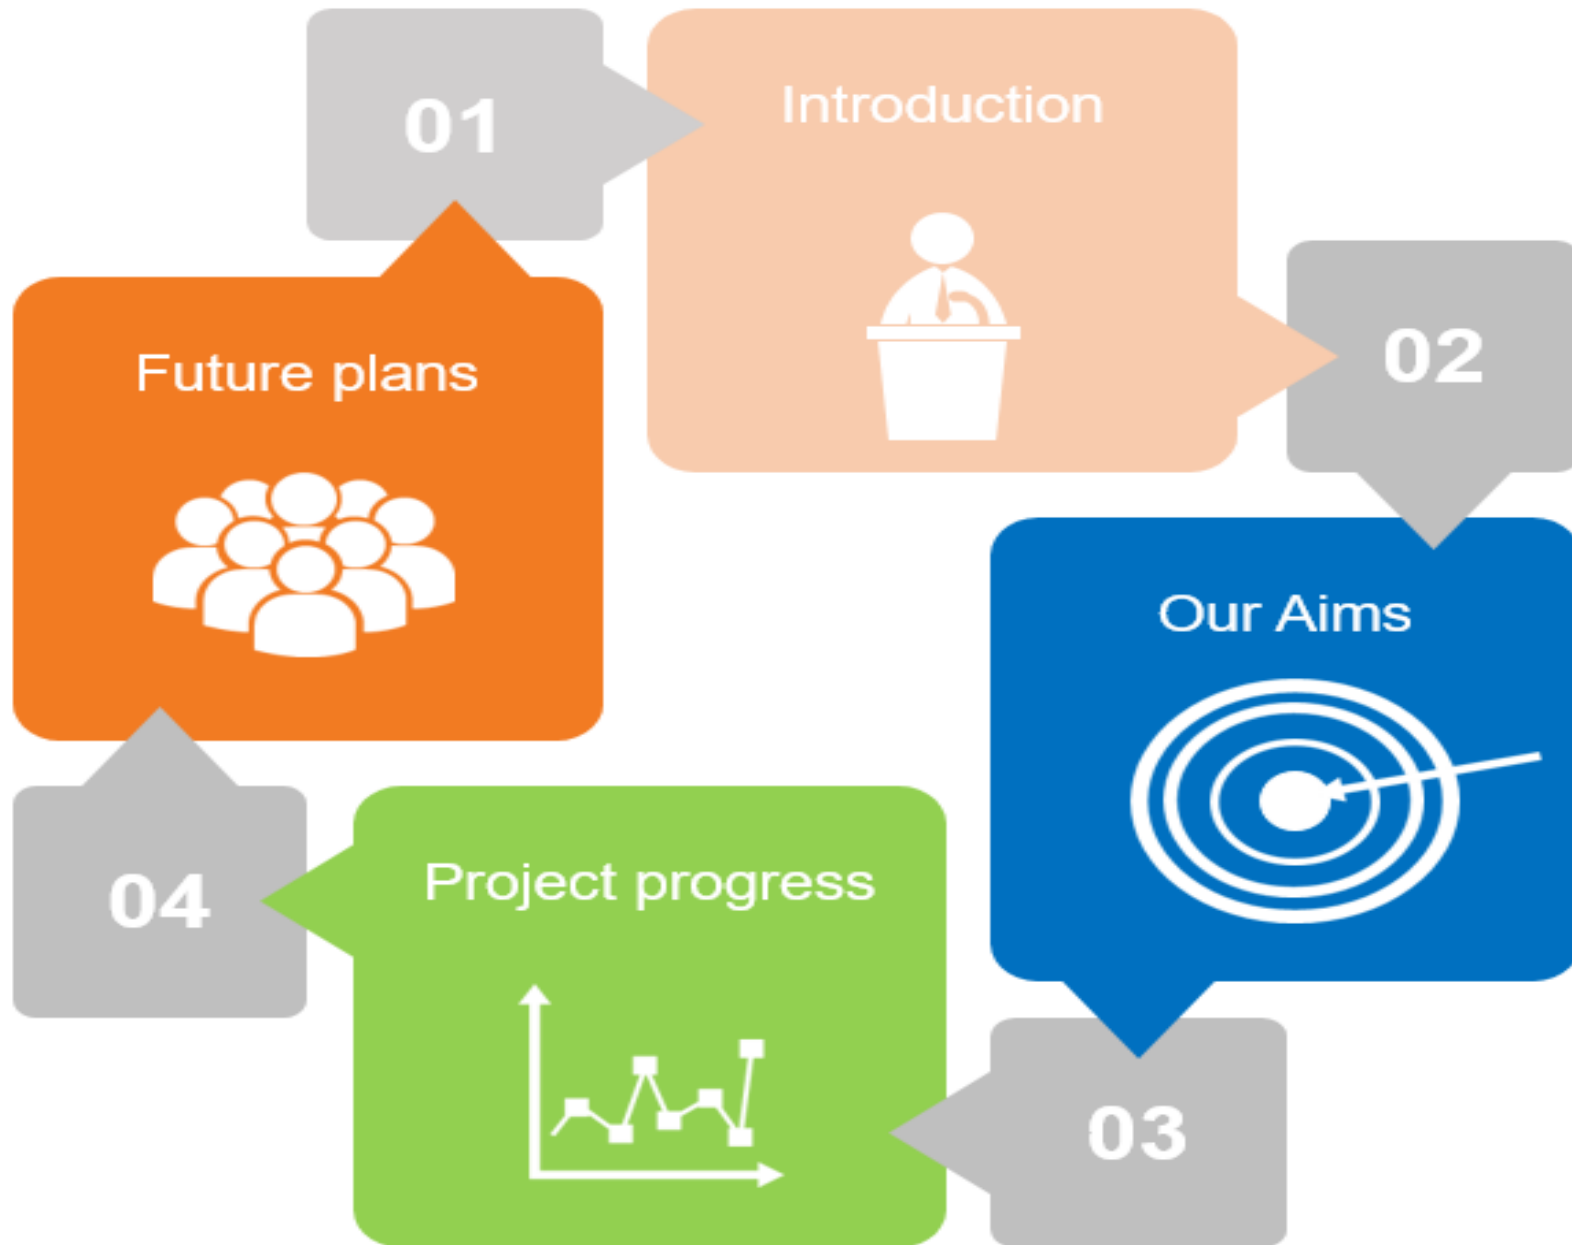 01
Introduction
02
Our Aims
03
Project progress
04
Future plans